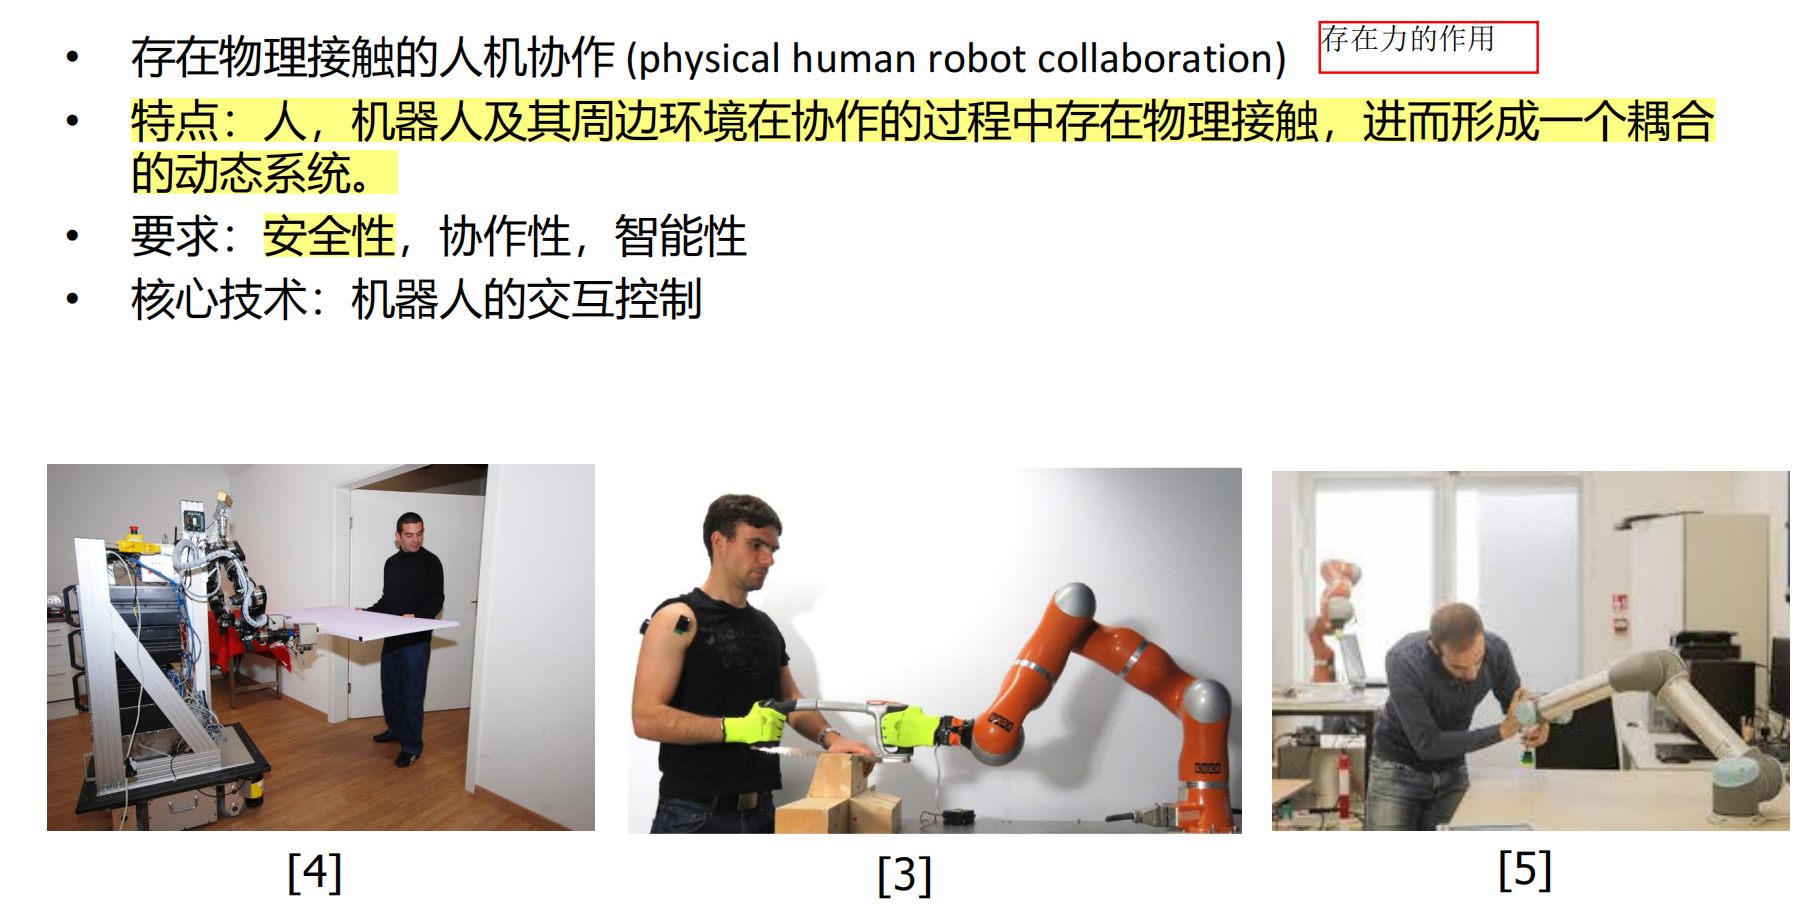 • 存在物理接触的人机协作 (physical human robot collaboration)
存在力的作用
• 特点：人，机器人及其周边环境在协作的过程中存在物理接触，进而形成一个耦合
的动态系统。
• 要求：安全性，协作性，智能性
• 核心技术：机器人的交互控制
KUKA
[4]
[3]
[5]